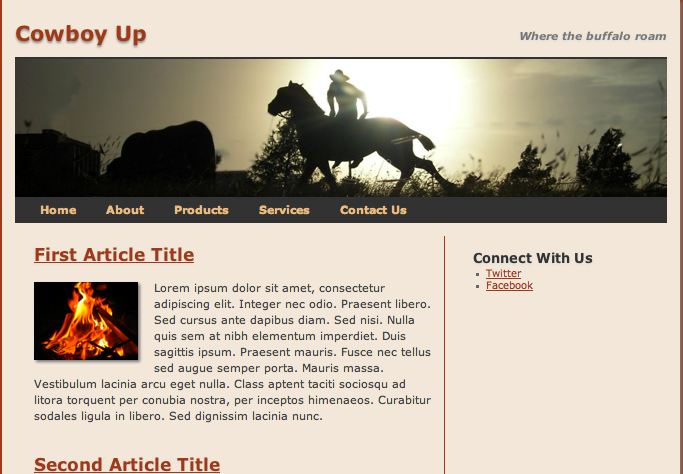 Cowboy Up
Where the buffalo roam
Home About Products Services Contact Us
First Article Title
Lorem ipsum dolor sit amet, consectetur
adipiscing elit. Integer nec odio. Praesent libero.
Sed cursus ante dapibus diam. Sed nisi. Nulla
quis sem at nibh elementum imperdiet. Duis
sagittis ipsum. Praesent mauris. Fusce nec tellus
sed augue semper porta. Mauris massa.
Vestibulum lacinia arcu eget nulla. Class aptent taciti sociosqu ad
litora torquent per conubia nostra, per inceptos himenaeos. Curabitur
sodales ligula in libero. Sed dignissim lacinia nunc.
Second Article Title
Connect With Us
Twitter
Facebook